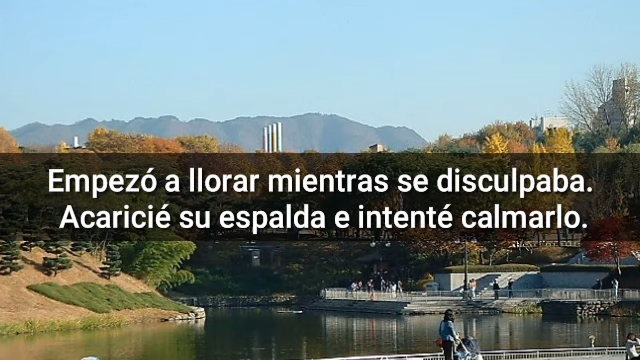 Empezó a llorar mientras se disculpaba.
Acaricié su espalda e intenté calmarlo.